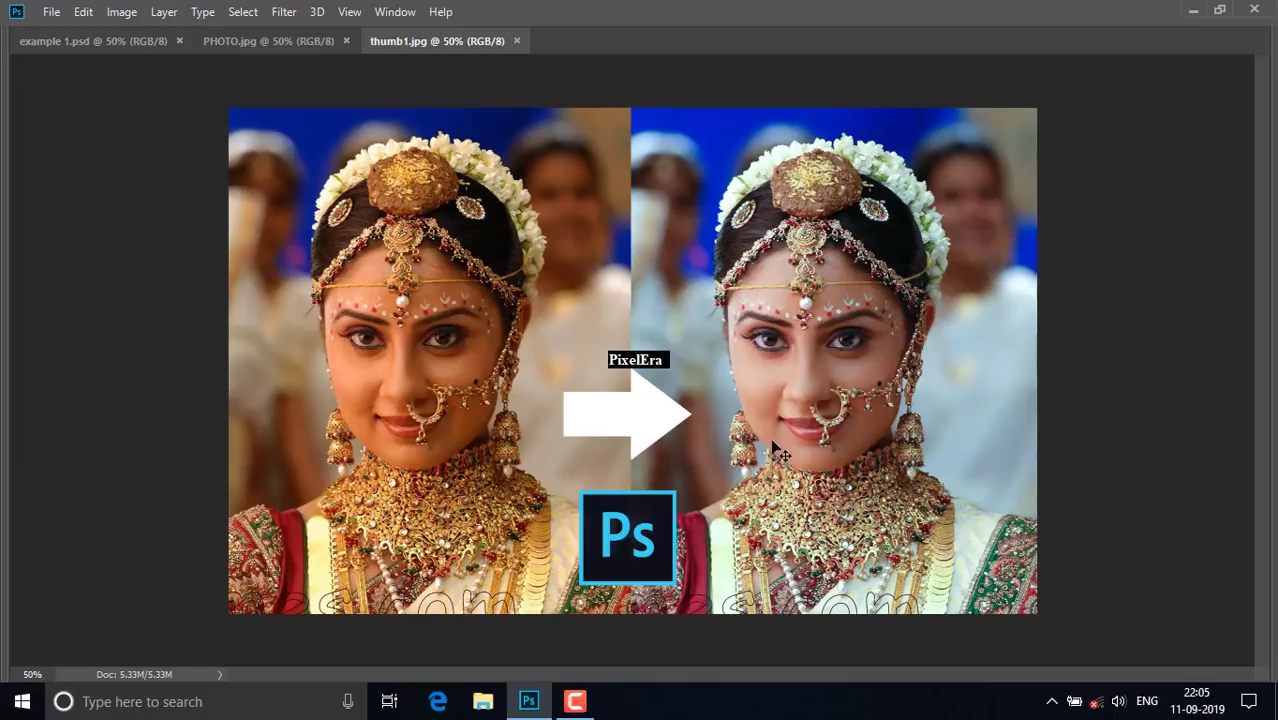 Ps File Edit Image Layer Type Select Filter 3D View Window Help
example 1.psd @ 50% (RGB/8) × PHOTO.jpg @ 50% (RGB/8) × thumb1.jpg @ 50% (RGB/8) ×
PixelEra
Ps
50% Doc: 5.33M/5.33M
Type here to search
Ps
ENG
22:05
11-09-2019